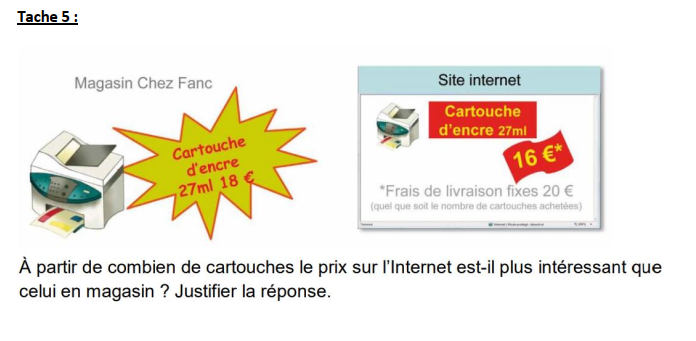 Tache 5 :
Magasin Chez Fanc
Cartouche
d'encre
27ml 18 €
Site internet
Cartouche
d'encre 27ml
16 €*
*Frais de livraison fixes 20 €
(quel que soit le nombre de cartouches achetées)
À partir de combien de cartouches le prix sur l'Internet est-il plus intéressant que
celui en magasin ? Justifier la réponse.